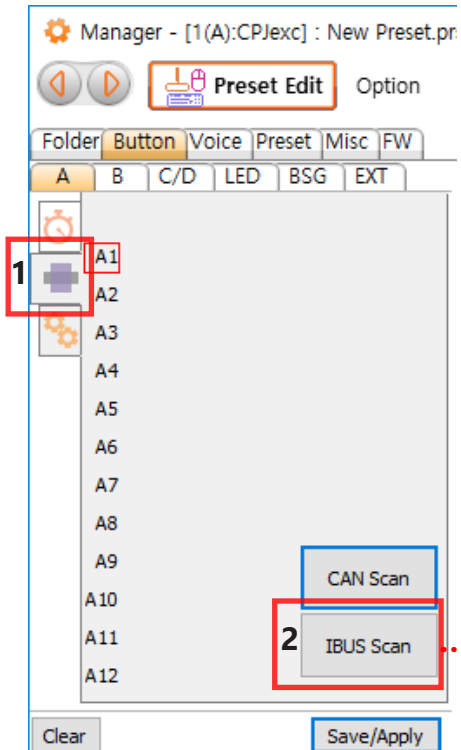 Manager - [1(A):CPJexc] : New Preset.pr
Preset Edit Option
Folder Button Voice Preset Misc FW
A B C/D LED BSG EXT
1
A1
A2
A3
A4
A5
A6
A7
A8
A9
CAN Scan
A10
A11
2 IBUS Scan
A12
Clear Save/Apply